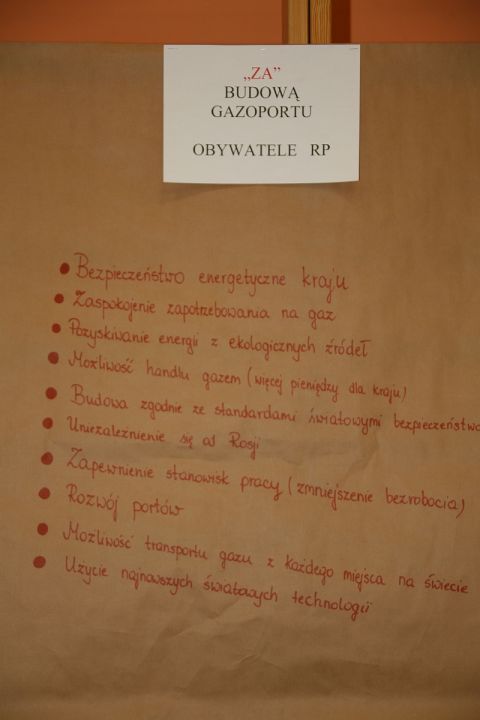 „ZA”
BUDOWĄ
GAZOPORTU
OBYWATELE RP
• Bezpieczeństwo energetyczne kraju
• Zaspokojenie zapotrzebowania na gaz
• Pozyskiwanie energii z ekologicznych źródeł
• Możliwość handlu gazem (więcej pieniędzy dla kraju)
• Budowa zgodnie ze standardami światowymi bezpieczeństwo
• Uniezależnienie się od Rosji
• Zapewnienie stanowisk pracy (zmniejszenie bezrobocia)
• Rozwój portów
• Możliwość transportu gazu z każdego miejsca na świecie
• Użycie najnowszych światowych technologii